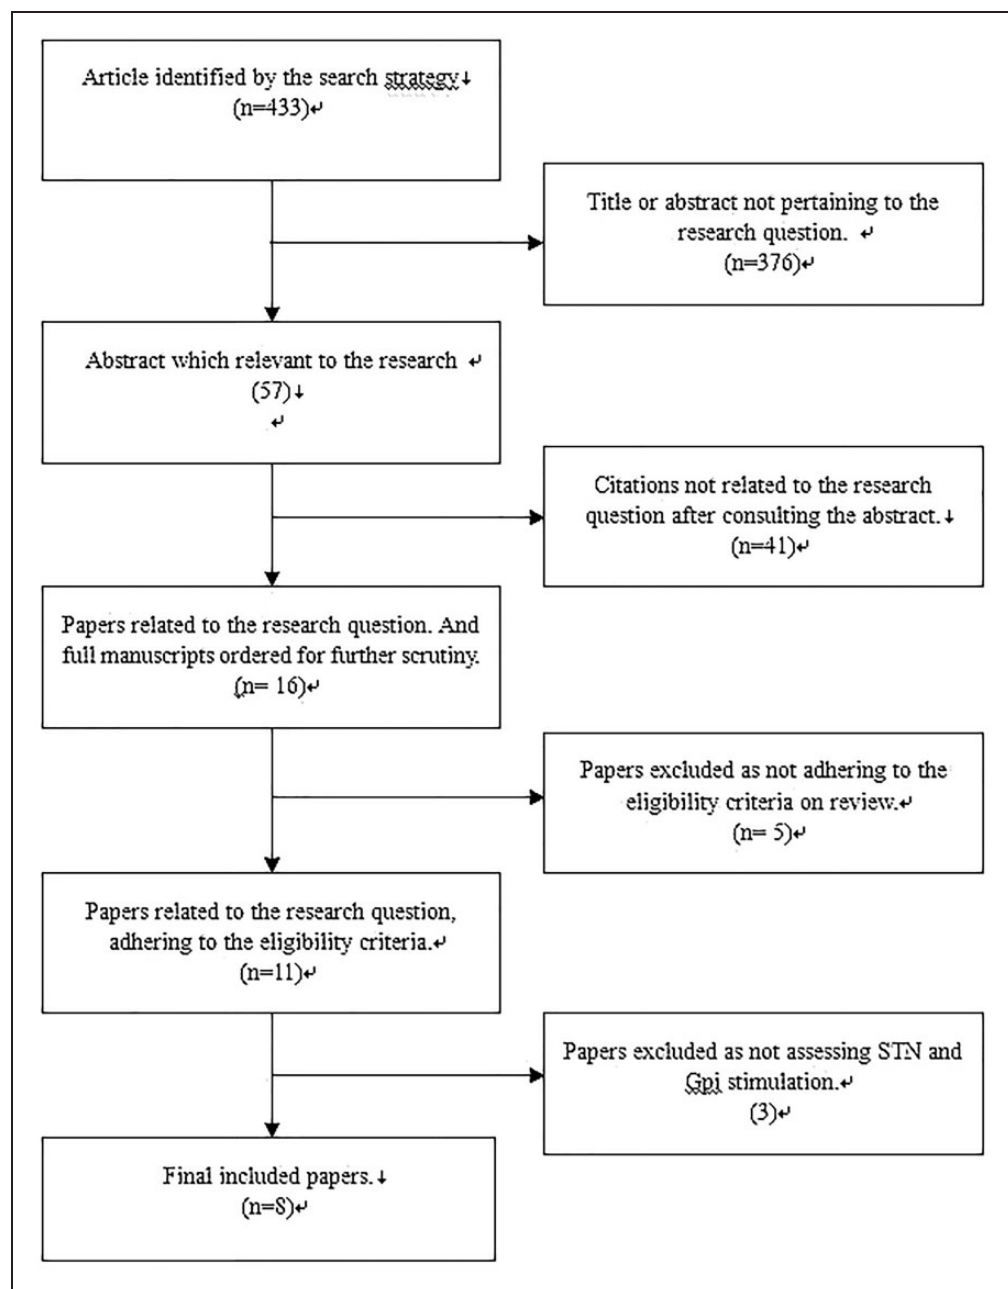 Article identified by the search strategy↓
(n=433)↵
Title or abstract not pertaining to the
research question. ↵
(n=376)↵
Abstract which relevant to the research ↵
(57)↓
↵
Citations not related to the research
question after consulting the abstract.↓
(n=41)↵
Papers related to the research question. And
full manuscripts ordered for further scrutiny.
(n= 16)↵
Papers excluded as not adhering to the
eligibility criteria on review.↵
(n= 5)↵
Papers related to the research question,
adhering to the eligibility criteria.↵
(n=11)↵
Papers excluded as not assessing STN and
Gpi stimulation.↵
(3)↵
Final included papers.↓
(n=8)↵